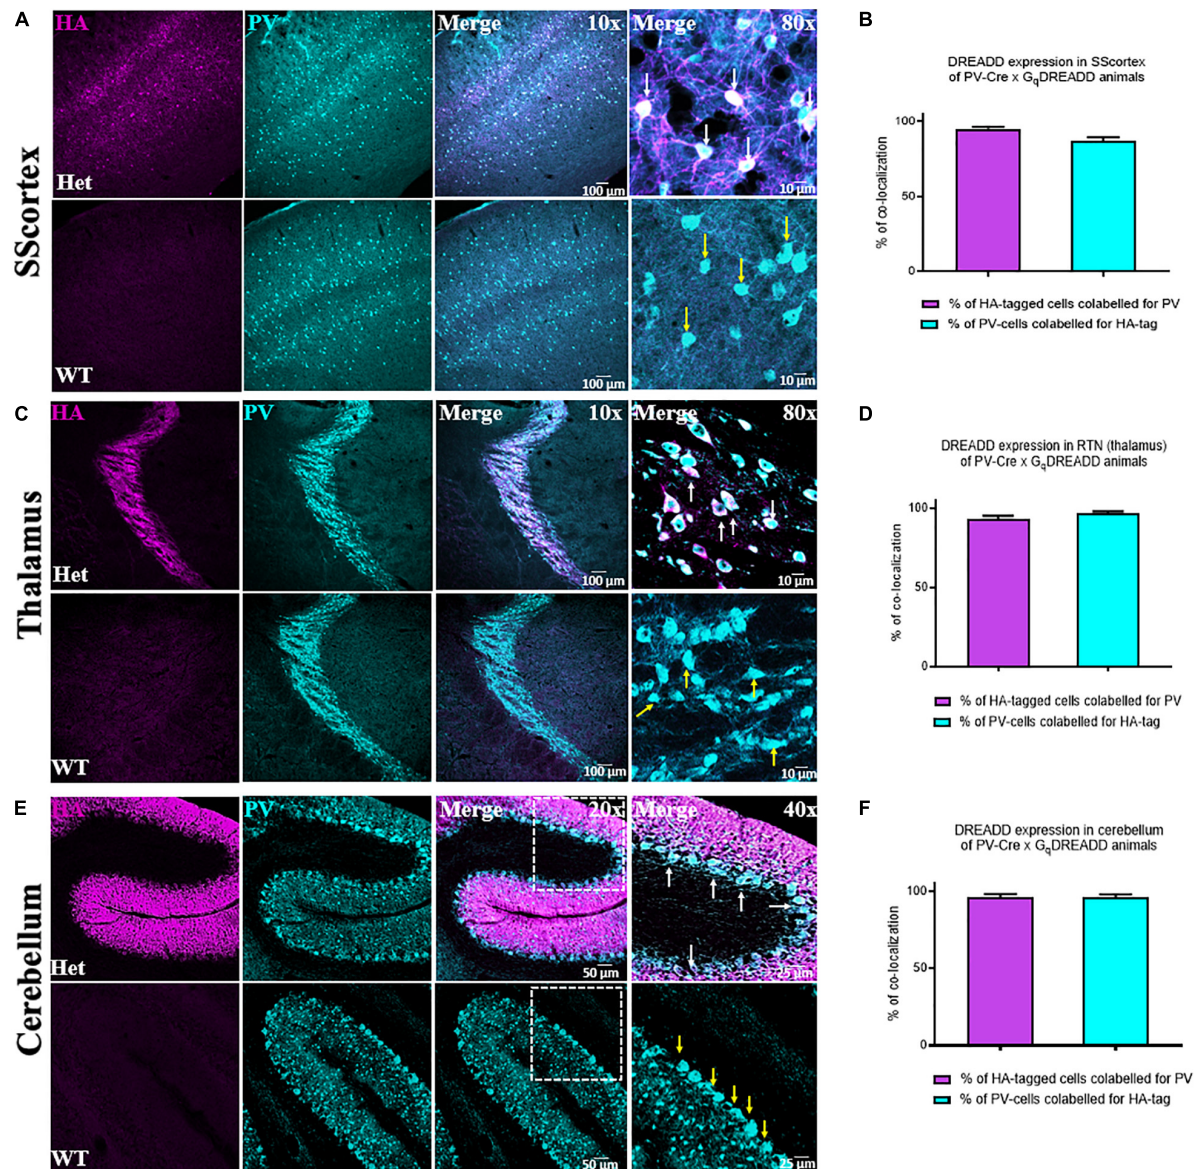 A
HA
PV
Merge 10x
Merge 80x
Het
100 µm
10 µm
SScortex
WT
100 µm
10 µm
B
DREADD expression in SScortex
of PV-Cre x GqDREADD animals
100
50
0
% of co-localization
% of HA-tagged cells colabelled for PV
% of PV-cells colabelled for HA-tag
C
HA
PV
Merge 10x
Merge 80x
Het
100 µm
10 µm
Thalamus
WT
100 µm
10 µm
D
DREADD expression in RTN (thalamus)
of PV-Cre x GqDREADD animals
100
50
0
% of co-localization
% of HA-tagged cells colabelled for PV
% of PV-cells colabelled for HA-tag
E
HA
PV
Merge 20x
Merge 40x
Het
50 µm
25 µm
Cerebellum
WT
50 µm
25 µm
F
DREADD expression in cerebellum
of PV-Cre x GqDREADD animals
100
50
0
% of co-localization
% of HA-tagged cells colabelled for PV
% of PV-cells colabelled for HA-tag